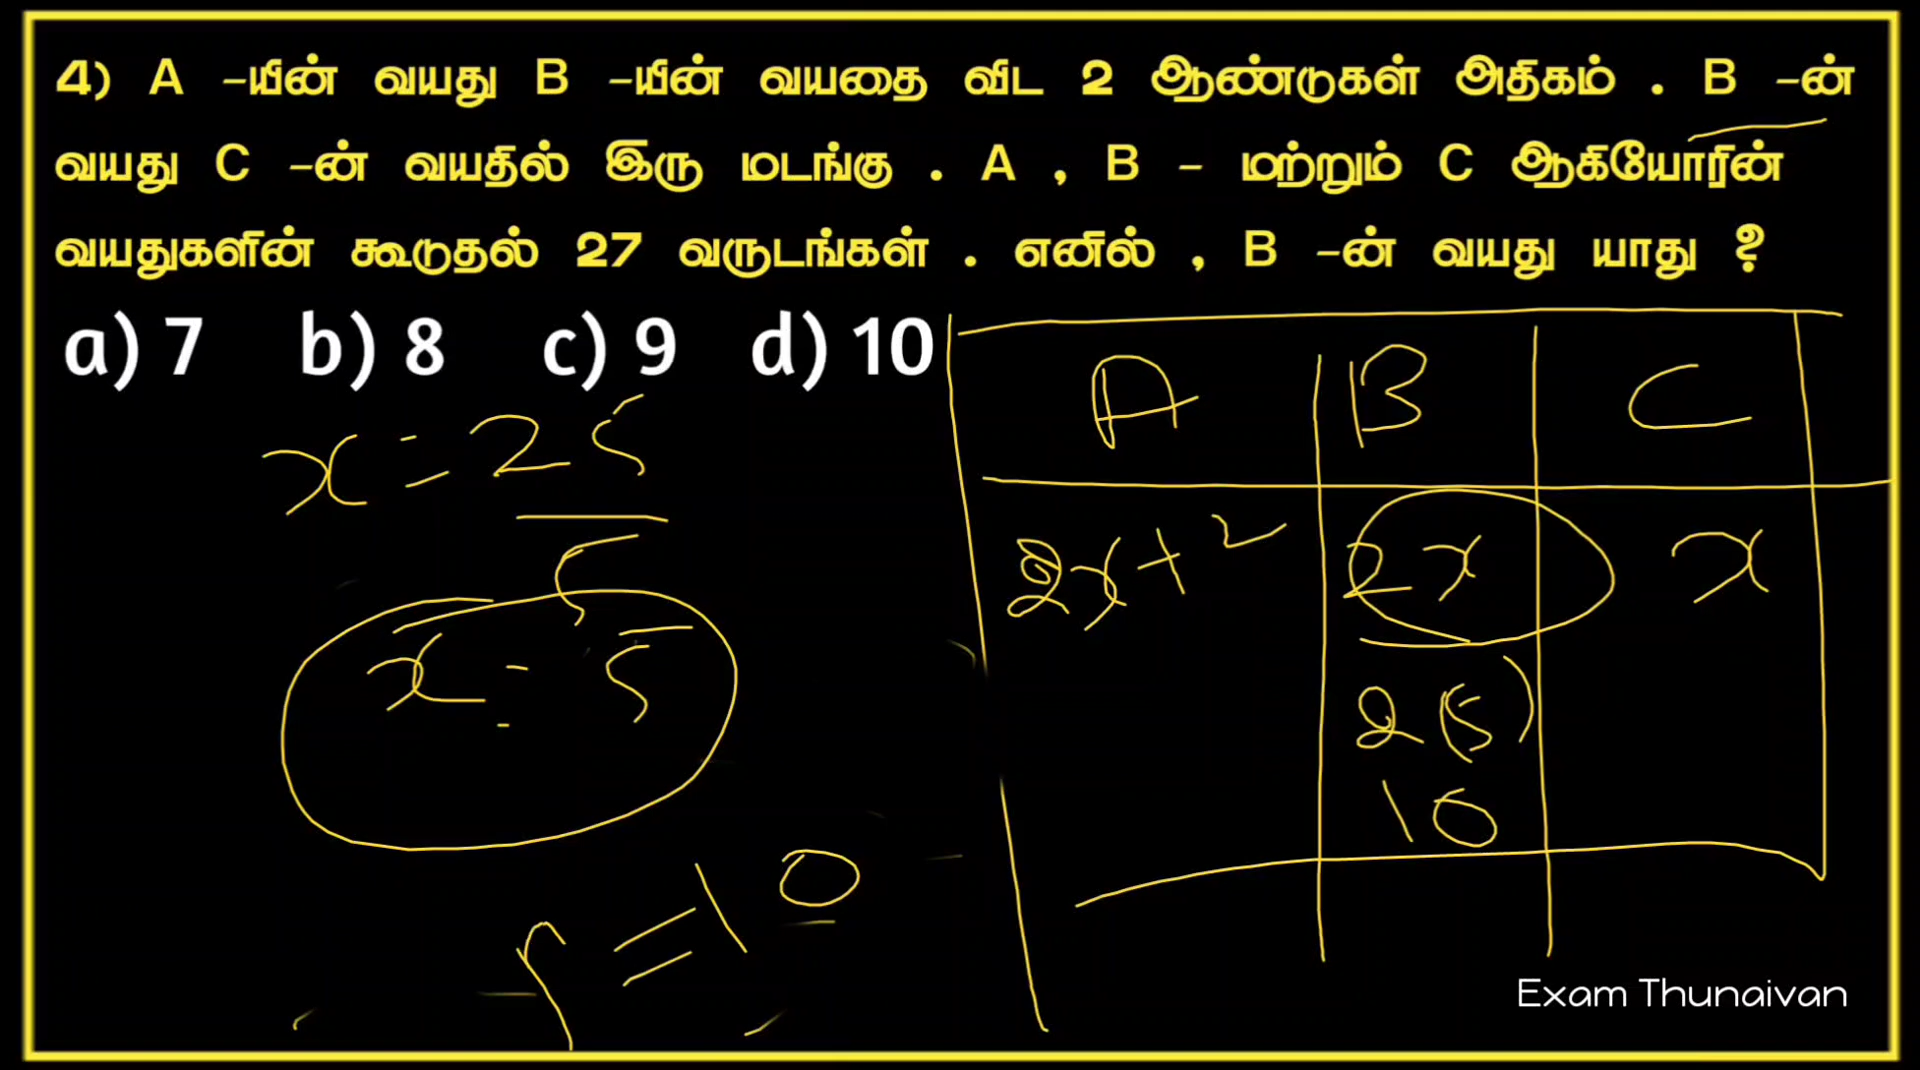 4) A -யின் வயது B -யின் வயதை விட 2 ஆண்டுகள் அதிகம் . B -ன்
வயது C -ன் வயதில் இரு மடங்கு . A , B - மற்றும் C ஆகியோரின்
வயதுகளின் கூடுதல் 27 வருடங்கள் . எனில் , B -ன் வயது யாது ?
a) 7 b) 8 c) 9 d) 10
A B C
x = 25
5
2x+2 2x x
x = 5
2(5)
10
=10
Exam Thunaivan